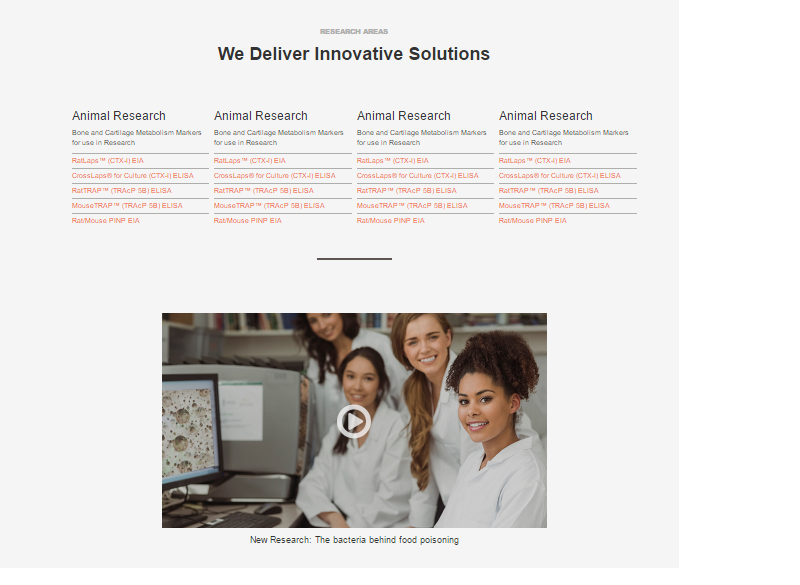 RESEARCH AREAS
We Deliver Innovative Solutions
Animal Research
Bone and Cartilage Metabolism Markers
for use in Research
RatLaps™ (CTX-I) EIA
CrossLaps® for Culture (CTX-I) ELISA
RatTRAP™ (TRAcP 5B) ELISA
MouseTRAP™ (TRAcP 5B) ELISA
Rat/Mouse PINP EIA
Animal Research
Bone and Cartilage Metabolism Markers
for use in Research
RatLaps™ (CTX-I) EIA
CrossLaps® for Culture (CTX-I) ELISA
RatTRAP™ (TRAcP 5B) ELISA
MouseTRAP™ (TRAcP 5B) ELISA
Rat/Mouse PINP EIA
Animal Research
Bone and Cartilage Metabolism Markers
for use in Research
RatLaps™ (CTX-I) EIA
CrossLaps® for Culture (CTX-I) ELISA
RatTRAP™ (TRAcP 5B) ELISA
MouseTRAP™ (TRAcP 5B) ELISA
Rat/Mouse PINP EIA
Animal Research
Bone and Cartilage Metabolism Markers
for use in Research
RatLaps™ (CTX-I) EIA
CrossLaps® for Culture (CTX-I) ELISA
RatTRAP™ (TRAcP 5B) ELISA
MouseTRAP™ (TRAcP 5B) ELISA
Rat/Mouse PINP EIA
New Research: The bacteria behind food poisoning